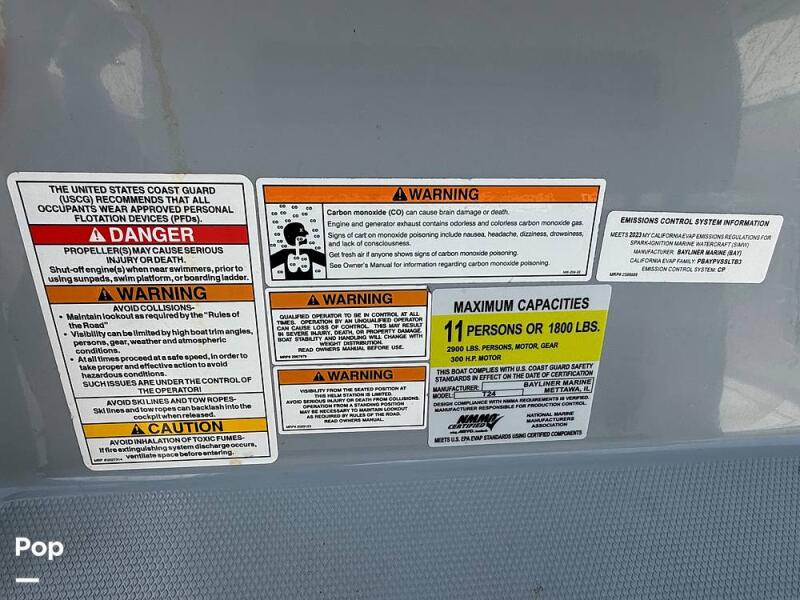 THE UNITED STATES COAST GUARD
(USCG) RECOMMENDS THAT ALL
OCCUPANTS WEAR APPROVED PERSONAL
FLOTATION DEVICES (PFDs).
DANGER
PROPELLER(S) MAY CAUSE SERIOUS
INJURY OR DEATH.
Shut-off engine(s) when near swimmers, prior to
using sunpads, swim platform, or boarding ladder.
WARNING
AVOID COLLISIONS-
• Maintain lookout as required by the "Rules of
the Road"
• Visibility can be limited by high boat trim angles,
persons, gear, weather and atmospheric
conditions.
• At all times proceed at a safe speed, in order to
take proper and effective action to avoid
hazardous conditions.
SUCH ISSUES ARE UNDER THE CONTROL OF
THE OPERATOR!
AVOID SKI LINES AND TOW ROPES-
Ski lines and tow ropes can backlash into the
cockpit when released.
CAUTION
AVOID INHALATION OF TOXIC FUMES-
If fire extinguishing system discharge occurs,
ventilate space before entering.
WARNING
CO CO CO CO
Carbon monoxide (CO) can cause brain damage or death.
Engine and generator exhaust contains odorless and colorless carbon monoxide gas.
Signs of carbon monoxide poisoning include nausea, headache, dizziness, drowsiness,
and lack of consciousness.
Get fresh air if anyone shows signs of carbon monoxide poisoning.
See Owner's Manual for information regarding carbon monoxide poisoning.
WARNING
QUALIFIED OPERATOR TO BE IN CONTROL AT ALL
TIMES. OPERATION BY AN UNQUALIFIED OPERATOR
CAN CAUSE LOSS OF CONTROL. THIS MAY RESULT
IN SEVERE INJURY, DEATH, OR PROPERTY DAMAGE.
BOAT STABILITY AND HANDLING WILL CHANGE WITH
WEIGHT DISTRIBUTION.
READ OWNERS MANUAL BEFORE USE.
WARNING
VISIBILITY FROM THE SEATED POSITION AT
THIS HELM STATION IS LIMITED.
AVOID SERIOUS INJURY OR DEATH FROM COLLISIONS.
OPERATION FROM A STANDING POSITION
MAY BE NECESSARY TO MAINTAIN LOOKOUT
AS REQUIRED BY RULES OF THE ROAD.
READ OWNERS MANUAL.
MAXIMUM CAPACITIES
11 PERSONS OR 1800 LBS.
2900 LBS. PERSONS, MOTOR, GEAR
300 H.P. MOTOR
THIS BOAT COMPLIES WITH U.S. COAST GUARD SAFETY
STANDARDS IN EFFECT ON THE DATE OF CERTIFICATION
MANUFACTURER: BAYLINER MARINE
METTAWA, IL
MODEL: T24
DESIGN COMPLIANCE WITH NMMA REQUIREMENTS IS VERIFIED.
MANUFACTURER RESPONSIBLE FOR PRODUCTION CONTROL.
NMMA CERTIFIED
NATIONAL MARINE
MANUFACTURERS
ASSOCIATION
MEETS U.S. EPA EVAP STANDARDS USING CERTIFIED COMPONENTS
EMISSIONS CONTROL SYSTEM INFORMATION
MEETS 2023 MY CALIFORNIA EVAP EMISSIONS REGULATIONS FOR
SPARK-IGNITION MARINE WATERCRAFT (SIMW)
MANUFACTURER: BAYLINER MARINE (BAY)
CALIFORNIA EVAP FAMILY: PBAYPVSSLTB3
EMISSION CONTROL SYSTEM: CP
Pop